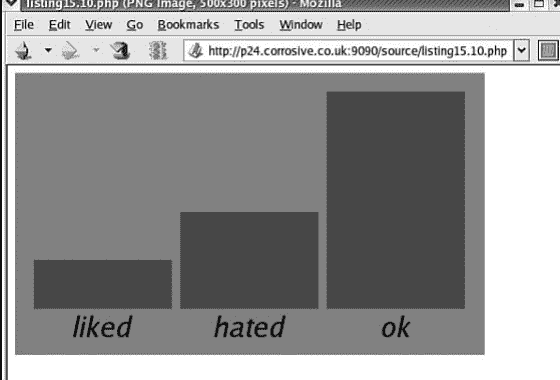 listing15.10.php (PNG Image, 500x300 pixels) - Mozilla
File Edit View Go Bookmarks Tools Window Help
http://p24.corrosive.co.uk:9090/source/listing15.10.php
liked hated ok